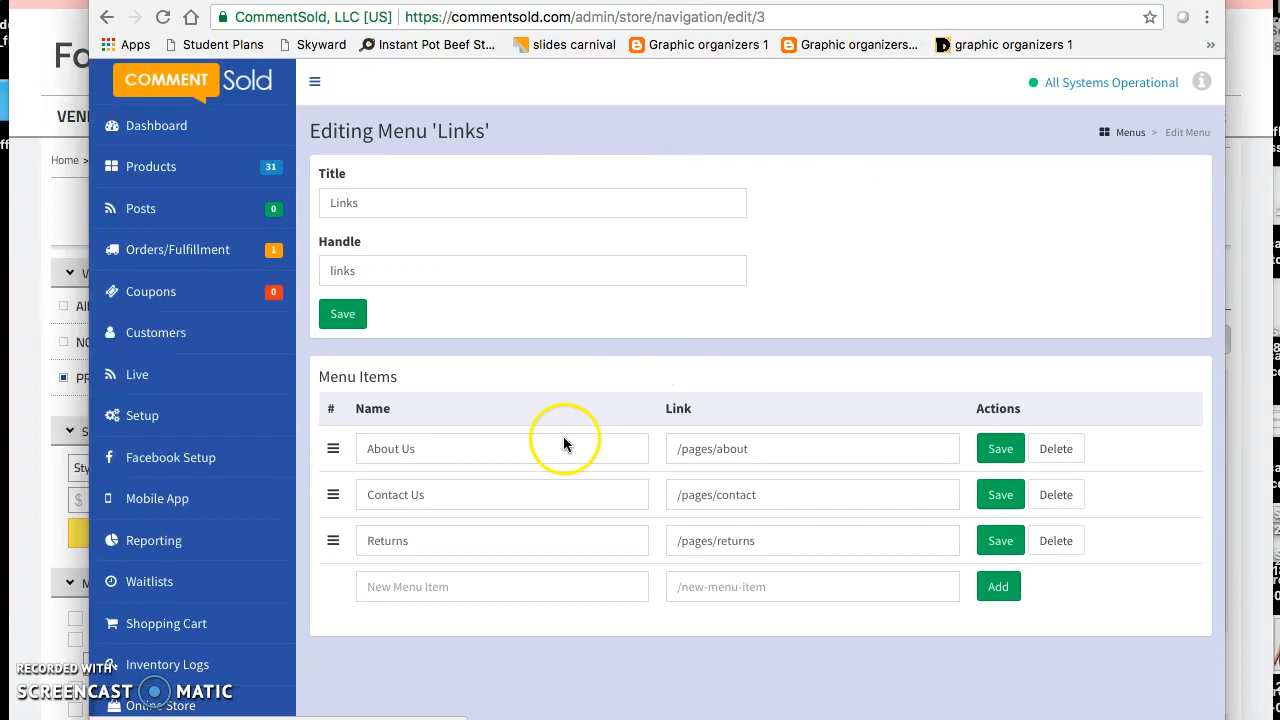 CommentSold, LLC [US] | https://commentsold.com/admin/store/navigation/edit/3
Apps Student Plans Skyward Instant Pot Beef St... slides carnival Graphic organizers Graphic organizers... graphic organizers 1 »
COMMENT Sold
All Systems Operational
Dashboard
Products 31
Posts 0
Orders/Fulfillment 1
Coupons 0
Customers
Live
Setup
Facebook Setup
Mobile App
Reporting
Waitlists
Shopping Cart
Inventory Logs
Online Store
Editing Menu 'Links'
Menus > Edit Menu
Title
Links
Handle
links
Save
Menu Items
# Name Link Actions
About Us /pages/about Save Delete
Contact Us /pages/contact Save Delete
Returns /pages/returns Save Delete
New Menu Item /new-menu-item Add
Home >
RECORDED WITH
SCREENCAST MATIC